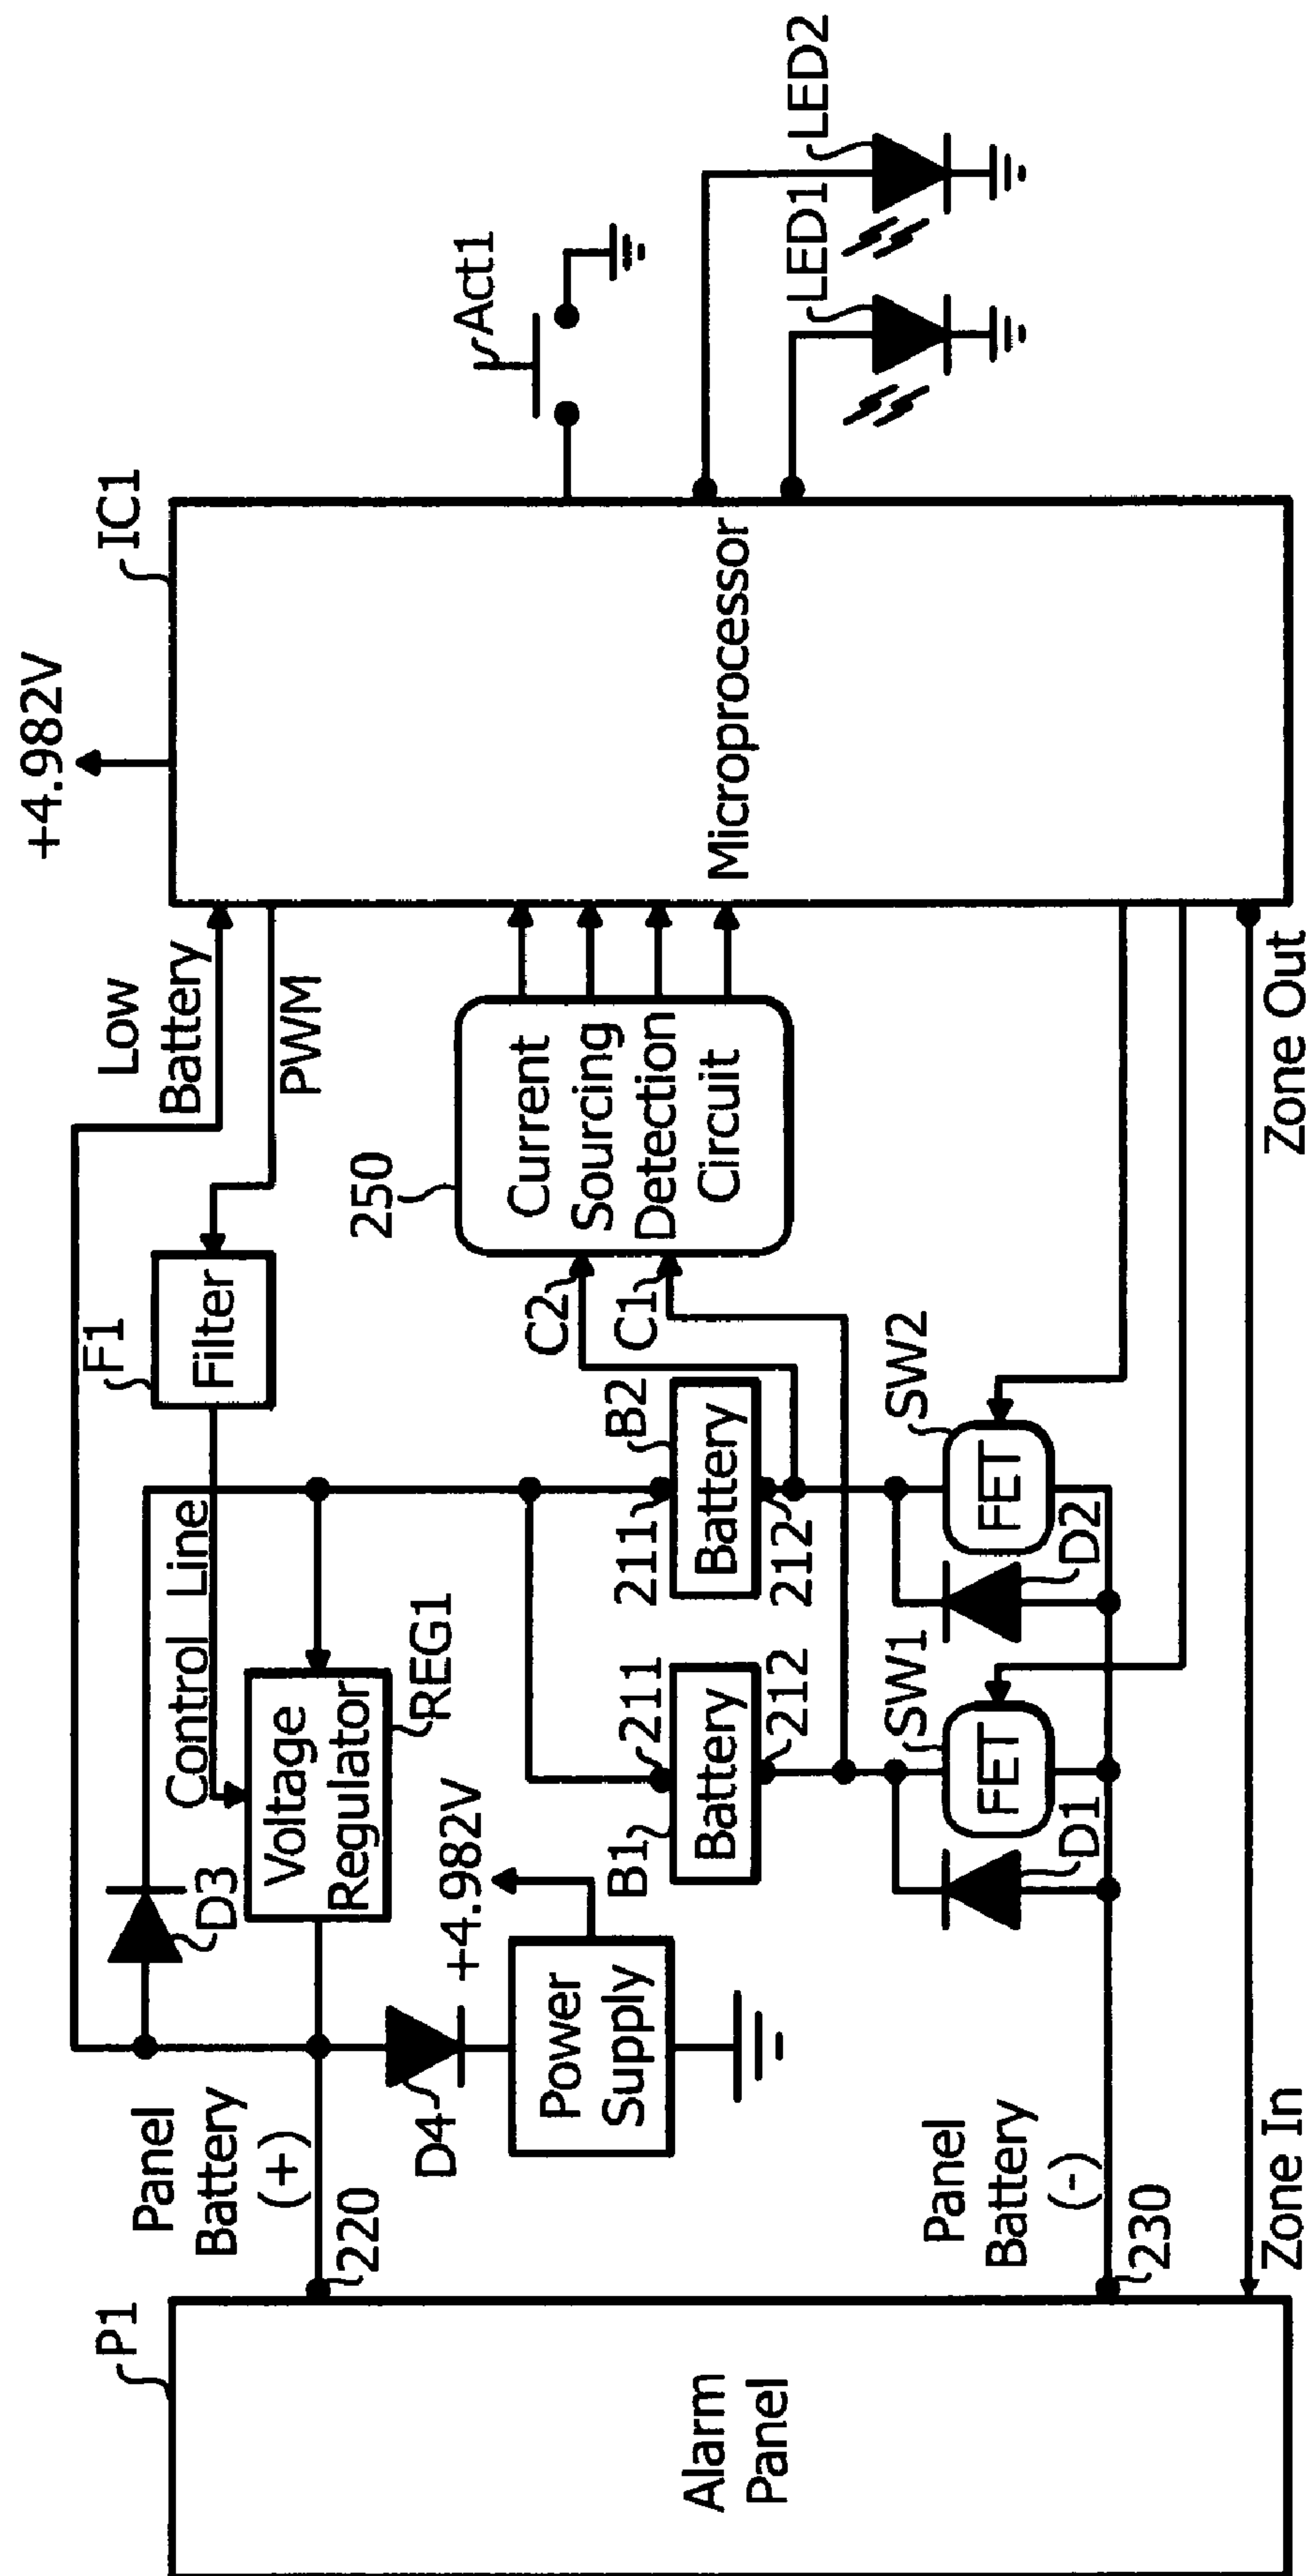 P1
Alarm
Panel
Panel
Battery
(+)
220
D3
Control Line
Voltage
Regulator
REG1
F1
Filter
Low
Battery
PWM
+4.982V
IC1
Microprocessor
D4
Power
Supply
+4.982V
B1
Battery
211
212
B2
Battery
211
212
C2
C1
250
Current
Sourcing
Detection
Circuit
Act1
LED1
LED2
Panel
Battery
(-)
230
D1
FET
SW1
D2
FET
SW2
Zone In
Zone Out